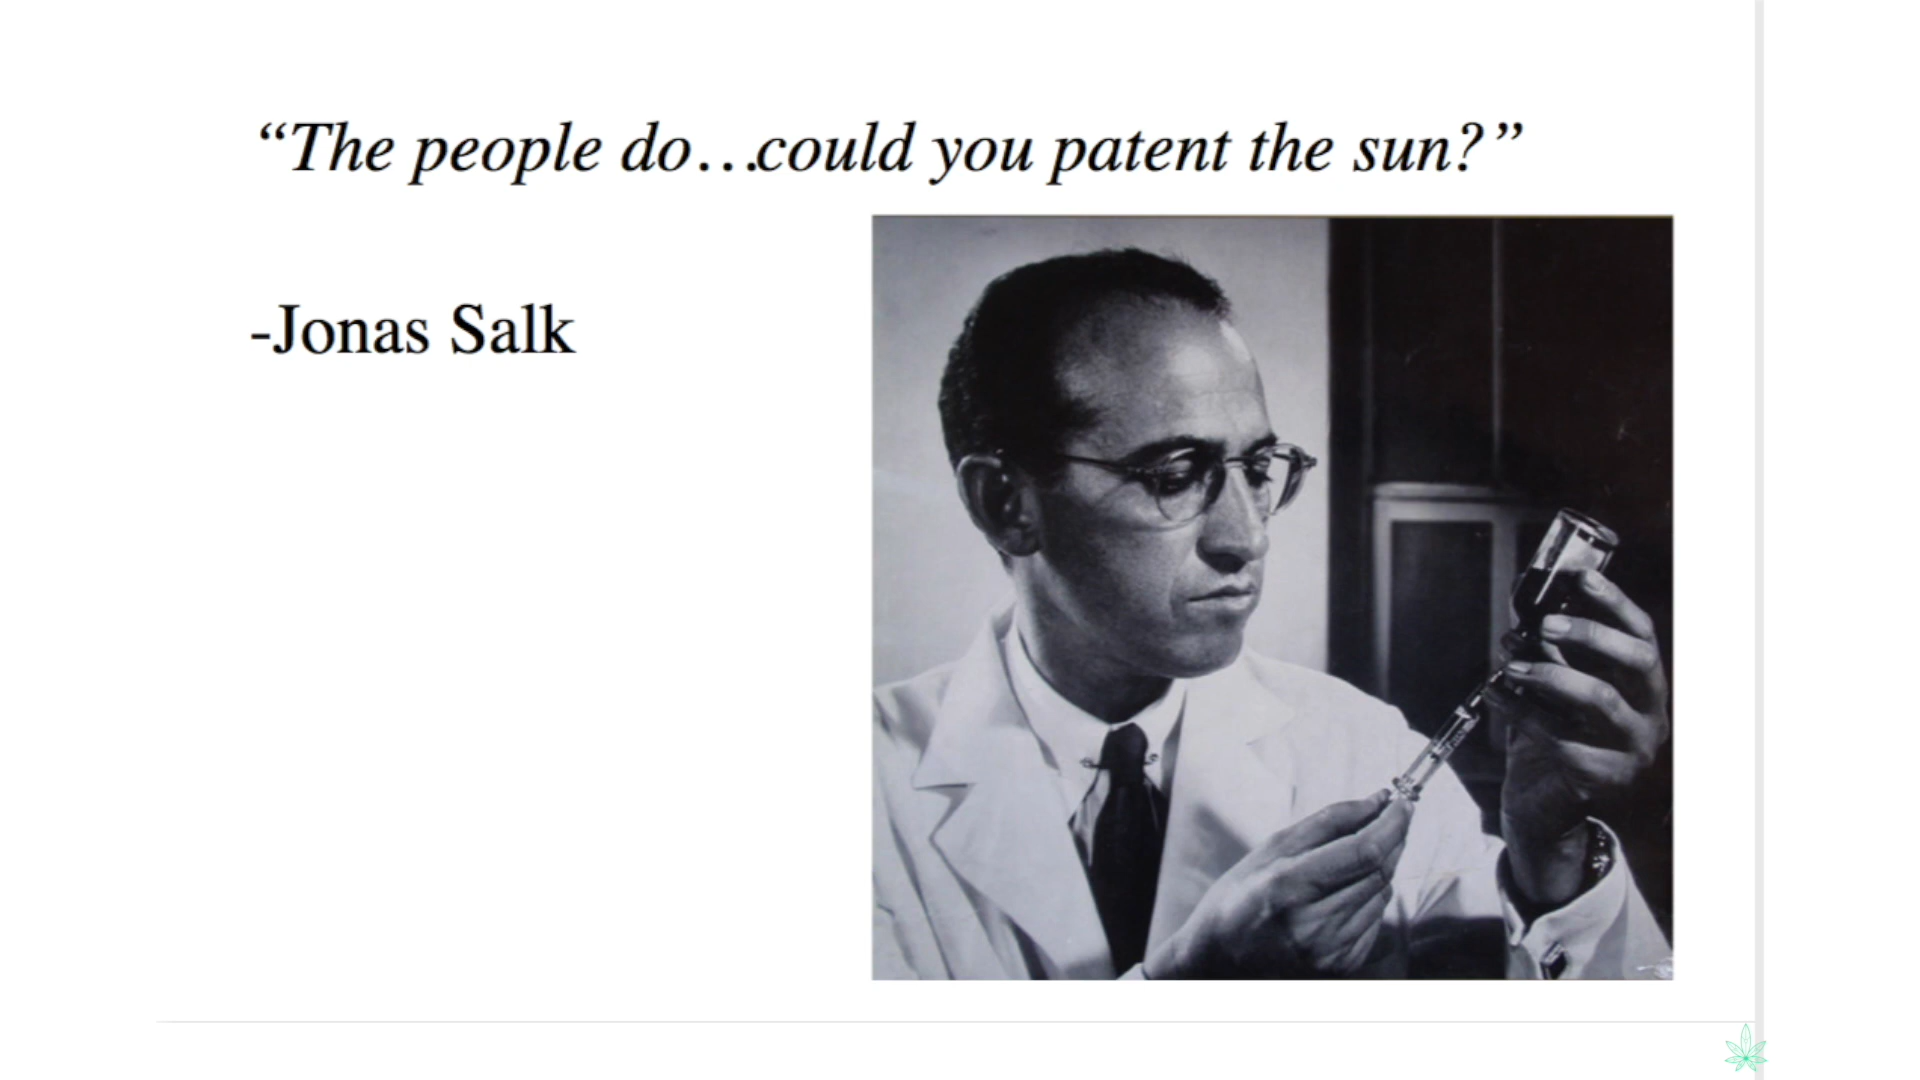 “The people do…could you patent the sun?”
-Jonas Salk